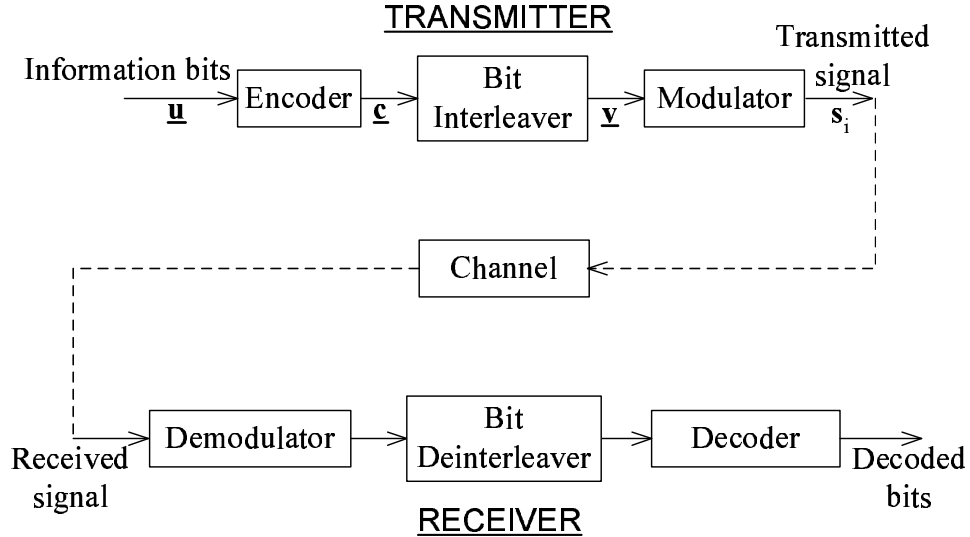 TRANSMITTER
Information bits
u
Encoder
c
Bit
Interleaver
v
Modulator
Transmitted
signal
si
Channel
Received
signal
Demodulator
Bit
Deinterleaver
Decoder
Decoded
bits
RECEIVER